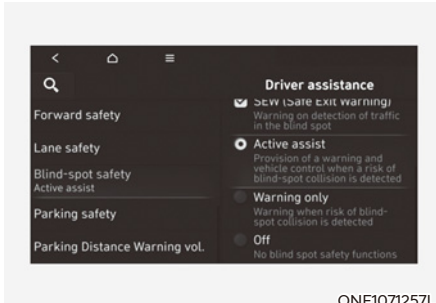 Driver assistance
Forward safety
Lane safety
Blind-spot safety
Active assist
Parking safety
Parking Distance Warning vol.
SEW (Safe Exit Warning)
Warning on detection of traffic
in the blind spot
Active assist
Provision of a warning and
vehicle control when a risk of
blind-spot collision is detected
Warning only
Warning when risk of blind-
spot collision is detected
Off
No blind spot safety functions
ONE1071257L